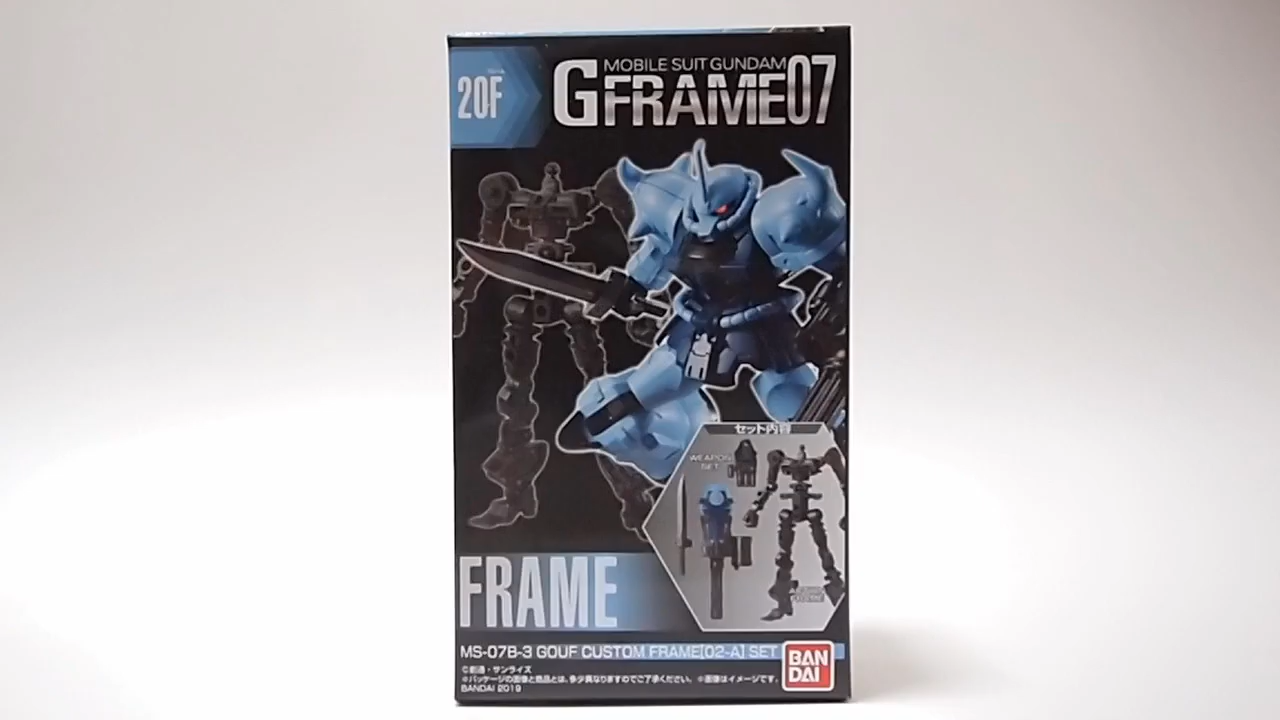 20F
MOBILE SUIT GUNDAM
GFRAME07
セット内容
WEAPON
SET
FRAME
MS-07B-3 GOUF CUSTOM FRAME[02-A] SET
BAN
DAI
©創通・サンライズ
※パッケージの画像と商品とは、多少異なりますのでご了承ください。 ※画像はイメージです。
BANDAI 2019